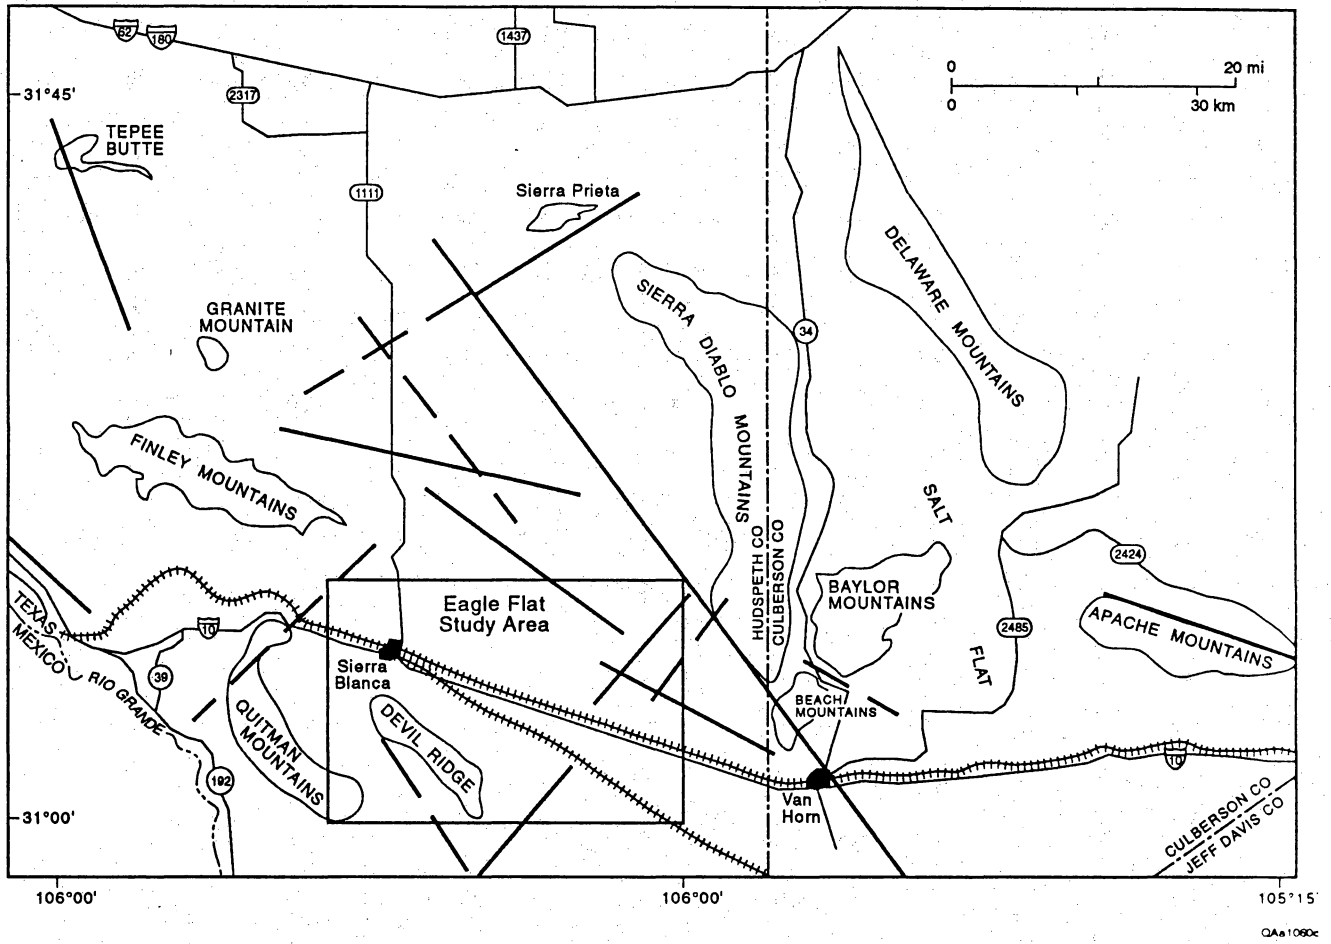 62
180
1437
0
20 mi
0
30 km
31°45'
2317
TEPEE
BUTTE
1111
Sierra Prieta
DELAWARE MOUNTAINS
SIERRA DIABLO MOUNTAINS
GRANITE
MOUNTAIN
34
FINLEY MOUNTAINS
SALT
FLAT
HUDSPETH CO
CULBERSON CO
2424
BAYLOR
MOUNTAINS
Eagle Flat
Study Area
TEXAS
MÉXICO
10
2485
APACHE MOUNTAINS
39
RIO GRANDE
Sierra
Blanca
BEACH
MOUNTAINS
QUITMAN
MOUNTAINS
DEVIL RIDGE
192
10
Van
Horn
31°00'
CULBERSON CO
JEFF DAVIS CO
106°00'
106°00'
105°15'
QAa1060c